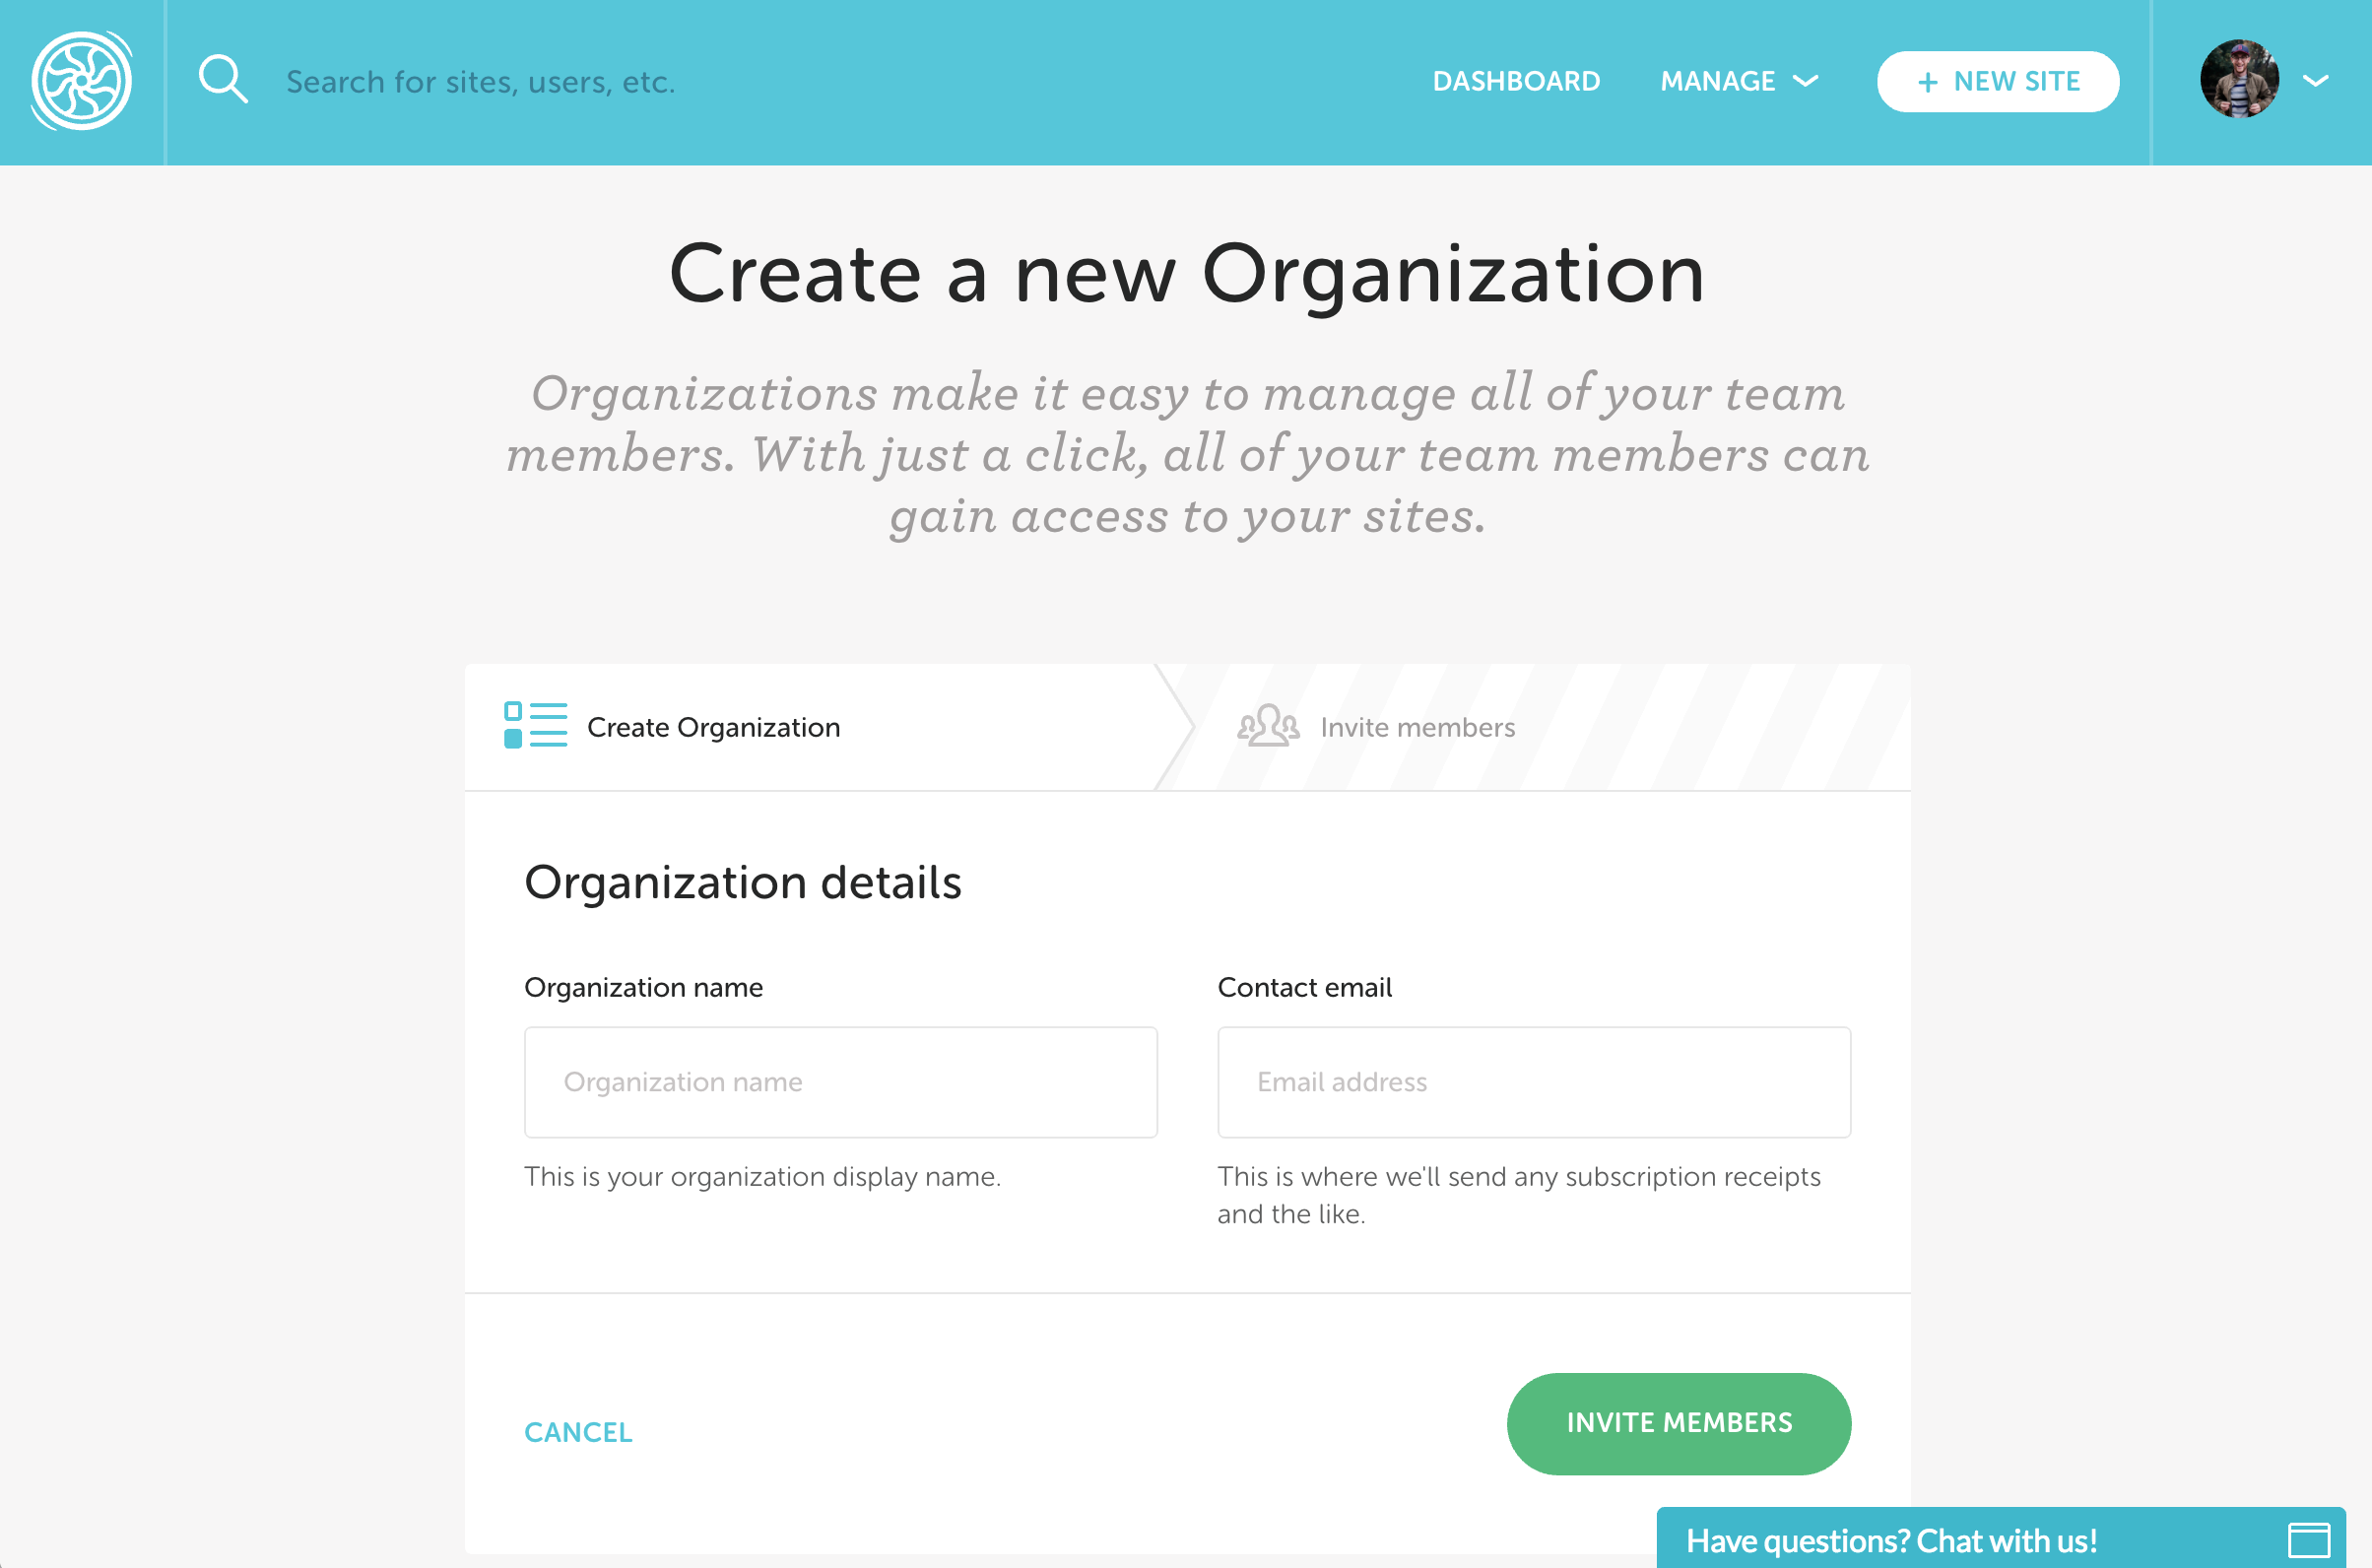 Search for sites, users, etc.
DASHBOARD
MANAGE
+ NEW SITE
Create a new Organization
Organizations make it easy to manage all of your team
members. With just a click, all of your team members can
gain access to your sites.
Create Organization
Invite members
Organization details
Organization name
Contact email
Organization name
Email address
This is your organization display name.
This is where we'll send any subscription receipts
and the like.
CANCEL
INVITE MEMBERS
Have questions? Chat with us!